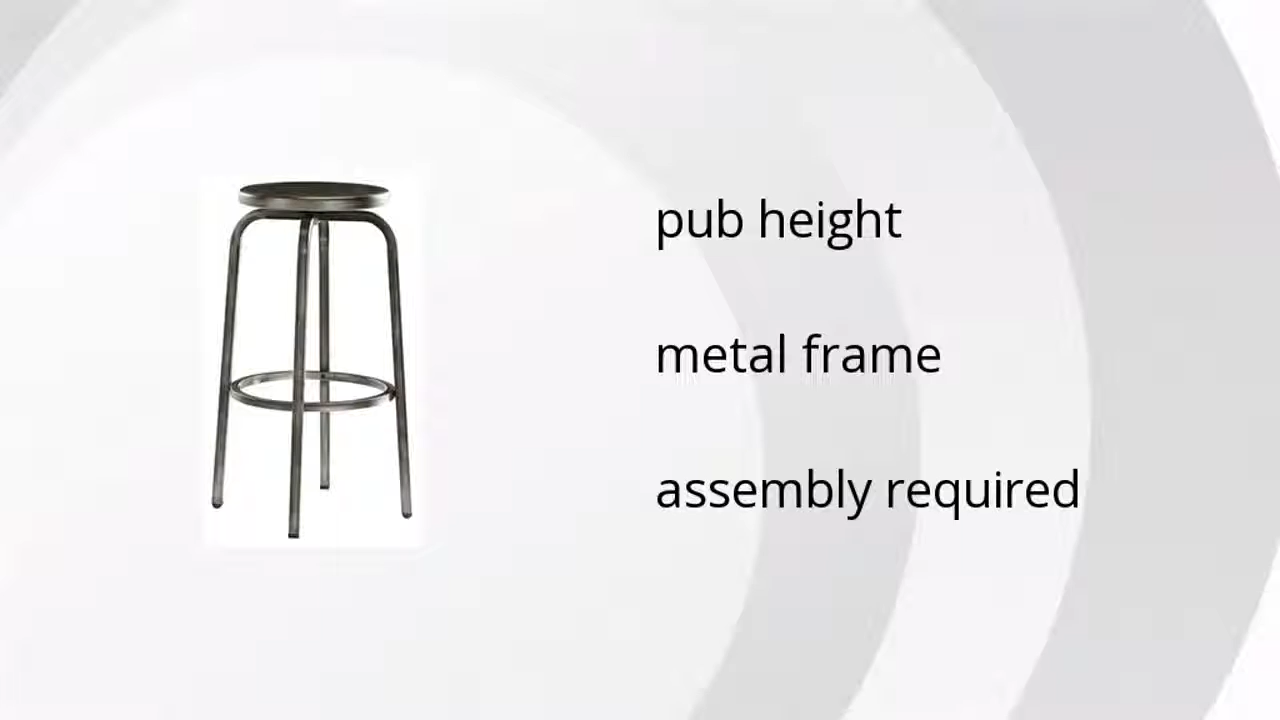 pub height
metal frame
assembly required